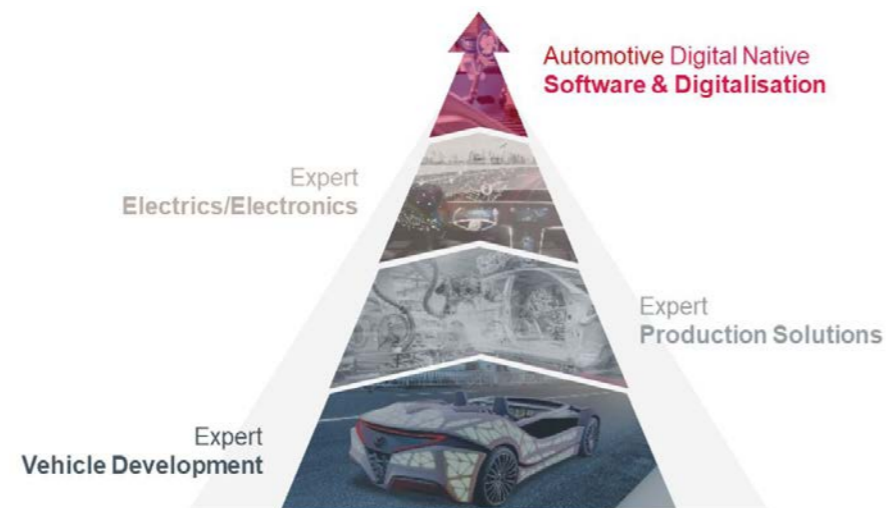 Automotive Digital Native
Software & Digitalisation
Expert
Electrics/Electronics
Expert
Production Solutions
Expert
Vehicle Development